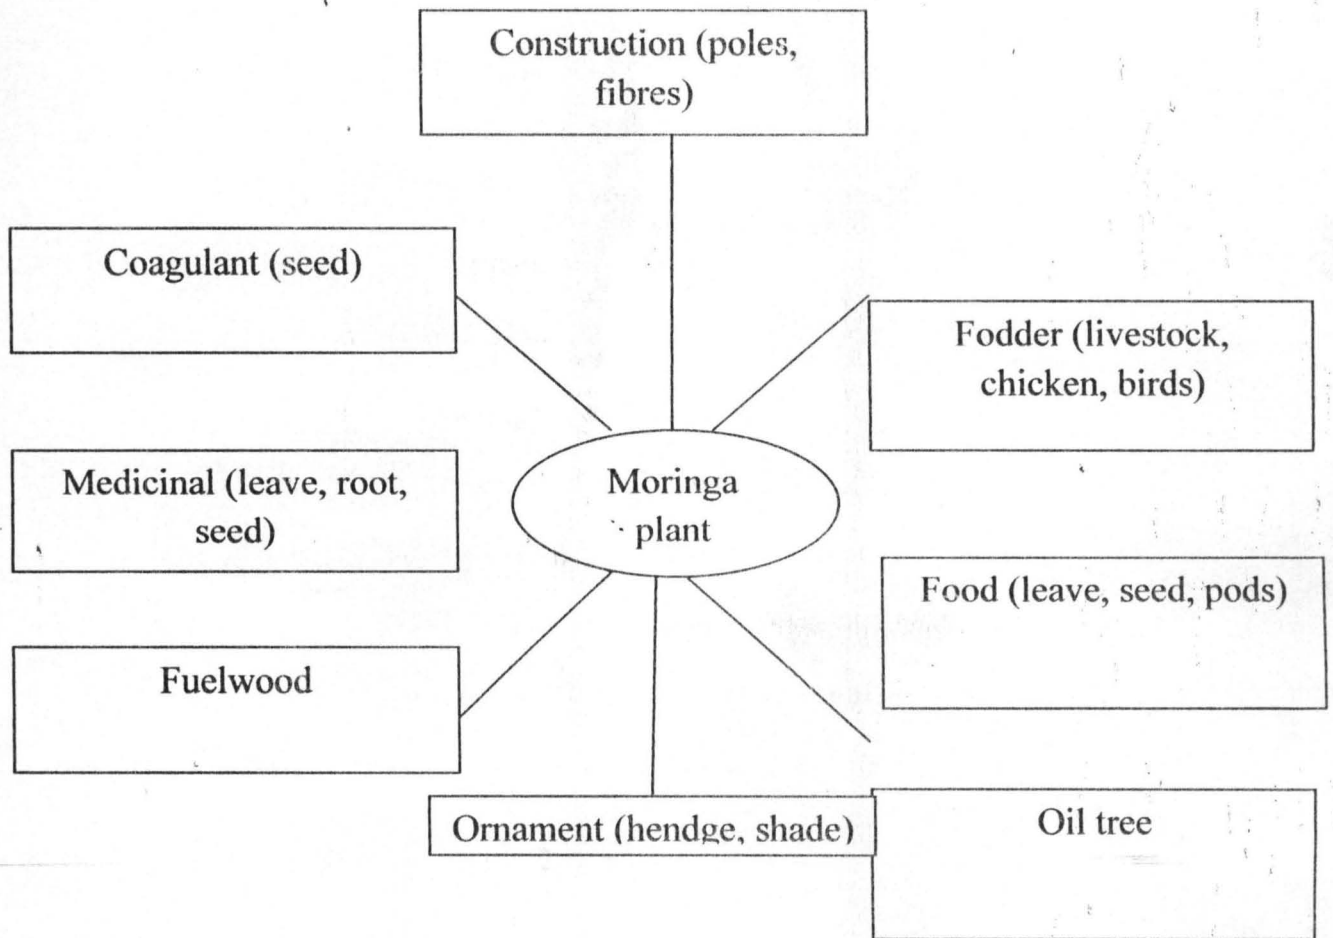 Construction (poles,
fibres)
Coagulant (seed)
Fodder (livestock,
chicken, birds)
Medicinal (leave, root,
seed)
Moringa
plant
Food (leave, seed, pods)
Fuelwood
Ornament (hendge, shade)
Oil tree